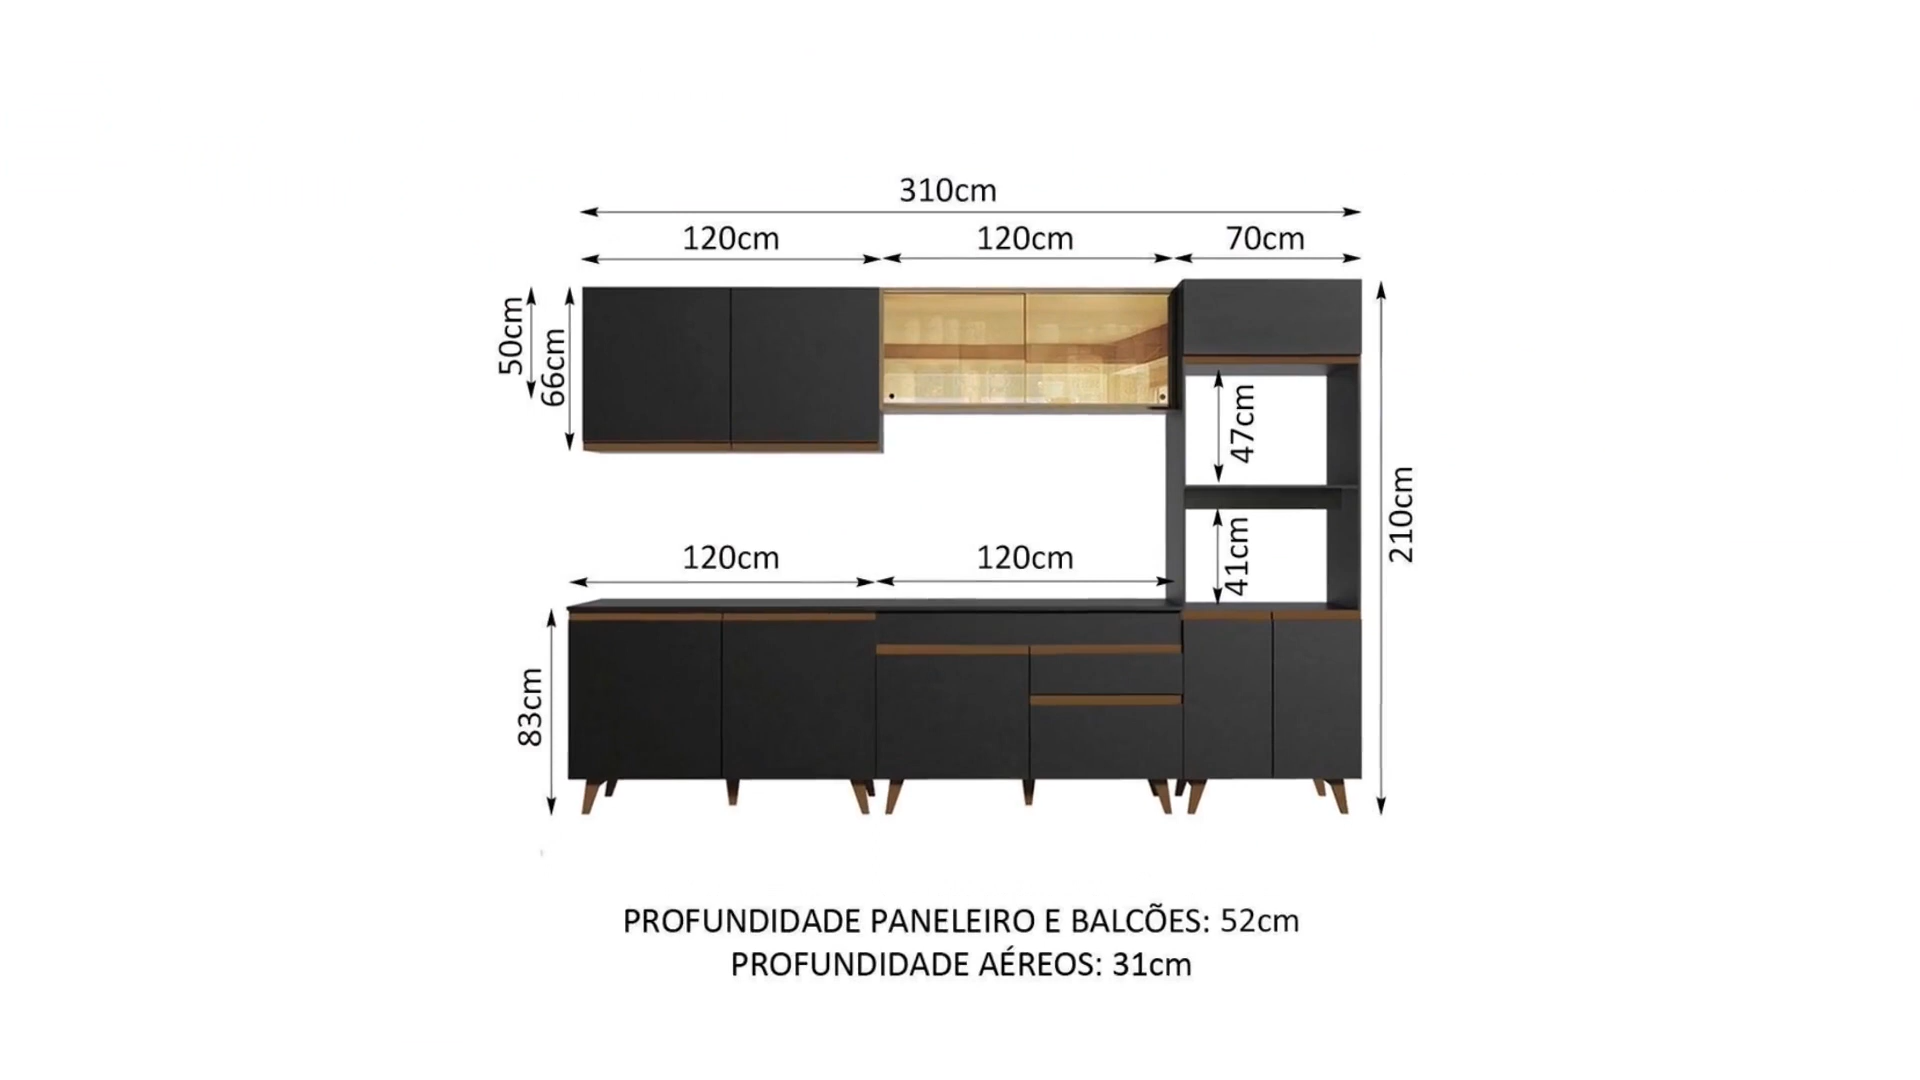 310cm
120cm
120cm
70cm
50cm
66cm
47cm
210cm
41cm
120cm
120cm
83cm
PROFUNDIDADE PANELEIRO E BALCÕES: 52cm
PROFUNDIDADE AÉREOS: 31cm